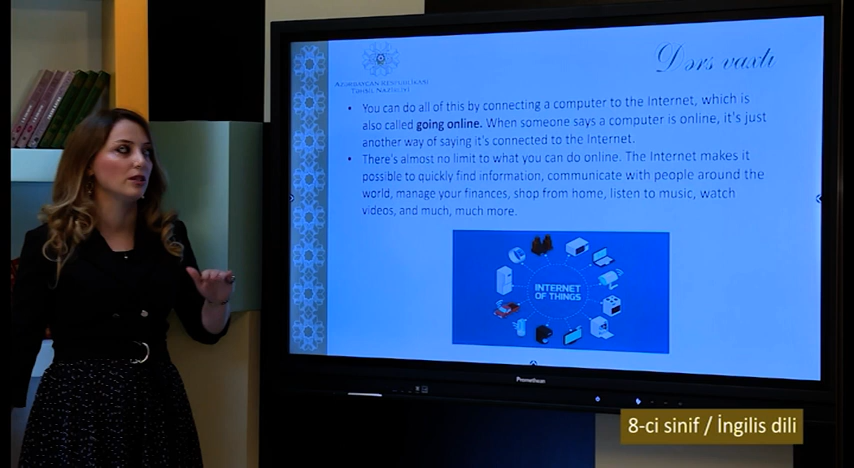 Dərs vaxtı
AZƏRBAYCAN RESPUBLİKASI
TƏHSİL NAZİRLİYİ
• You can do all of this by connecting a computer to the Internet, which is
also called going online. When someone says a computer is online, it's just
another way of saying it's connected to the Internet.
• There's almost no limit to what you can do online. The Internet makes it
possible to quickly find information, communicate with people around the
world, manage your finances, shop from home, listen to music, watch
videos, and much, much more.
INTERNET
OF THINGS
Promethean
8-ci sinif / İngilis dili